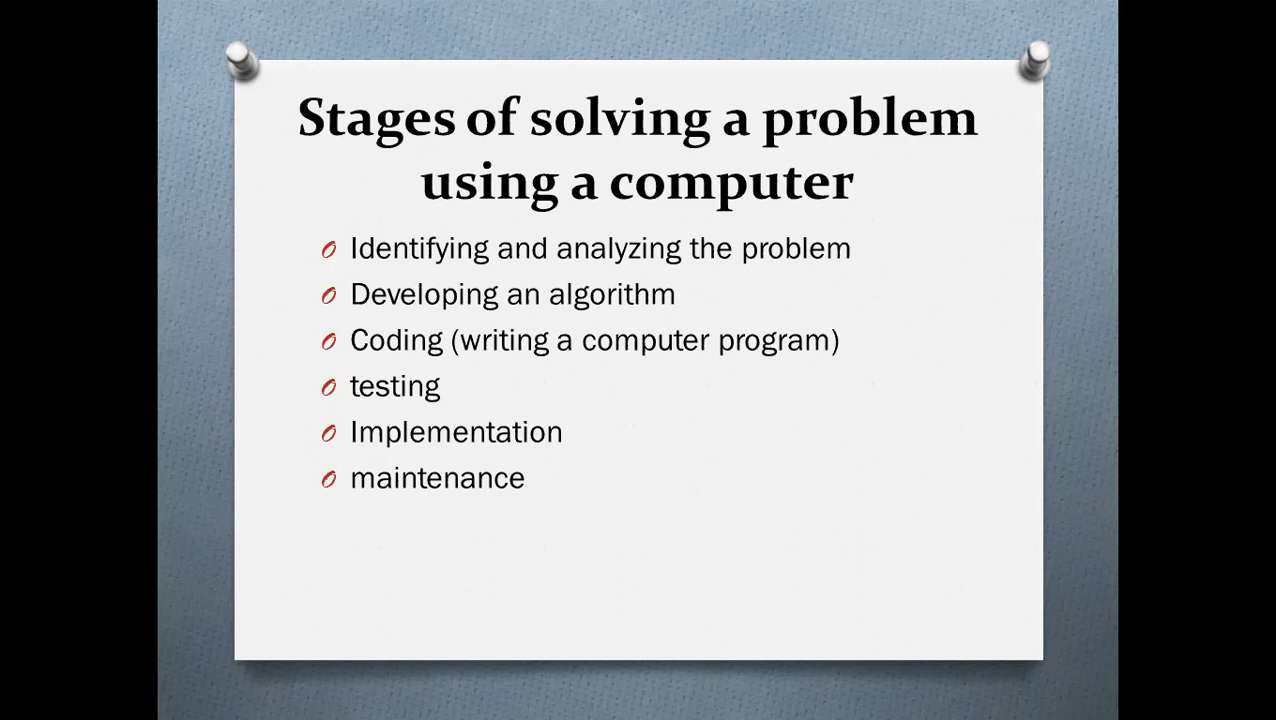 Stages of solving a problem
using a computer
Identifying and analyzing the problem
Developing an algorithm
Coding (writing a computer program)
testing
Implementation
maintenance